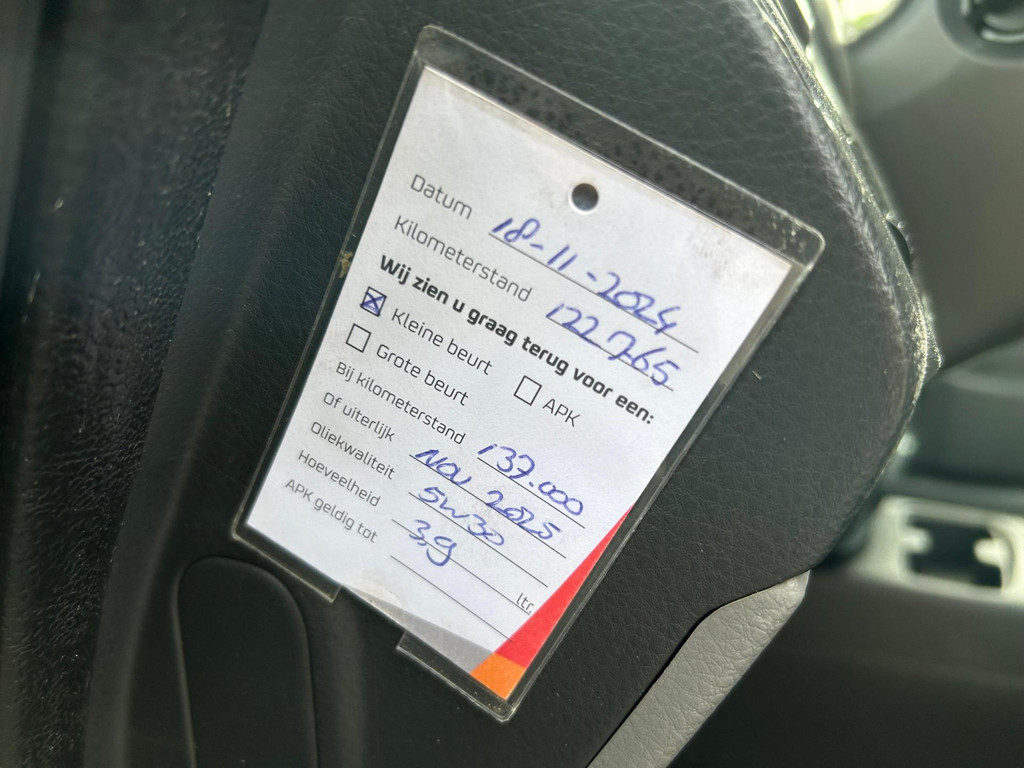 Datum 18-11-2024
Kilometerstand 122765
Wij zien u graag terug voor een:
Kleine beurt
Grote beurt APK
Bij kilometerstand 137.000
Of uiterlijk NOV 2025
Oliekwaliteit 5W30
Hoeveelheid 3.9 ltr.
APK geldig tot